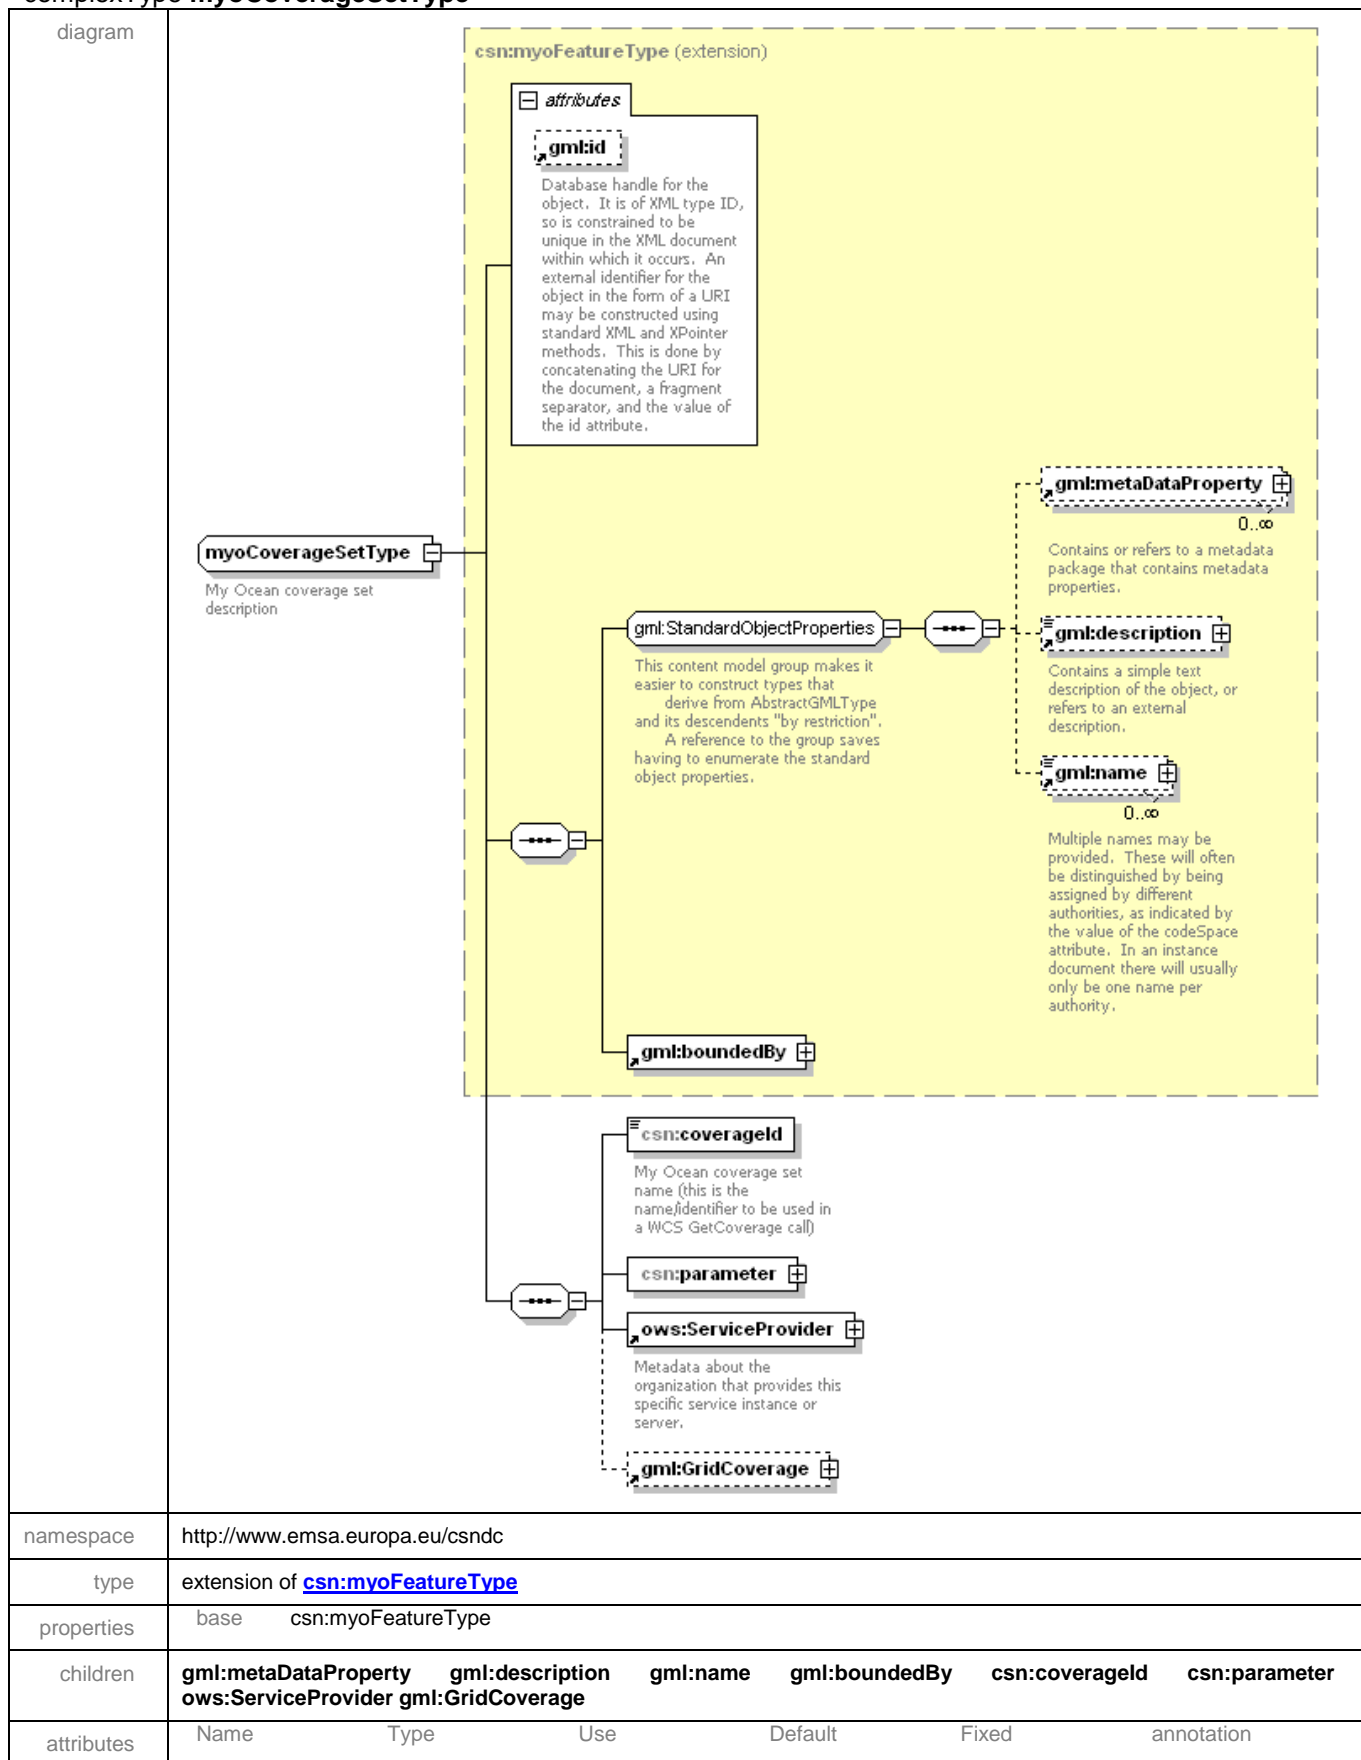 complexType myoCoverageSetType
diagram
csn:myoFeatureType (extension)
attributes
gml:id
Database handle for the
object. It is of XML type ID,
so is constrained to be
unique in the XML document
within which it occurs. An
external identifier for the
object in the form of a URI
may be constructed using
standard XML and XPointer
methods. This is done by
concatenating the URI for
the document, a fragment
separator, and the value of
the id attribute.
myoCoverageSetType
My Ocean coverage set
description
gml:StandardObjectProperties
This content model group makes it
easier to construct types that
derive from AbstractGMLType
and its descendents "by restriction".
A reference to the group saves
having to enumerate the standard
object properties.
gml:metaDataProperty
0..∞
Contains or refers to a metadata
package that contains metadata
properties.
gml:description
Contains a simple text
description of the object, or
refers to an external
description.
gml:name
0..∞
Multiple names may be
provided. These will often
be distinguished by being
assigned by different
authorities, as indicated by
the value of the codeSpace
attribute. In an instance
document there will usually
only be one name per
authority.
gml:boundedBy
csn:coverageId
My Ocean coverage set
name (this is the
name/identifier to be used in
a WCS GetCoverage call)
csn:parameter
ows:ServiceProvider
Metadata about the
organization that provides this
specific service instance or
server.
gml:GridCoverage
namespace http://www.emsa.europa.eu/csndc
type extension of csn:myoFeatureType
properties base csn:myoFeatureType
children gml:metaDataProperty gml:description gml:name gml:boundedBy csn:coverageId csn:parameter
ows:ServiceProvider gml:GridCoverage
attributes Name Type Use Default Fixed annotation